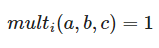 mult_i(a, b, c) = 1